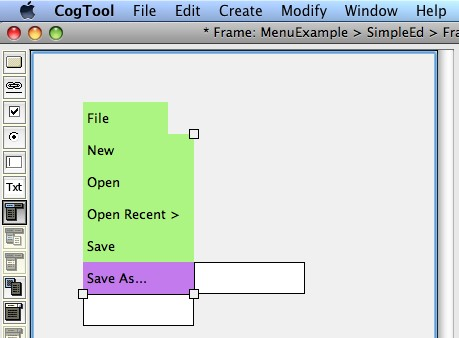 CogTool File Edit Create Modify Window Help
* Frame: MenuExample > SimpleEd > Fra
Txt
File
New
Open
Open Recent >
Save
Save As...